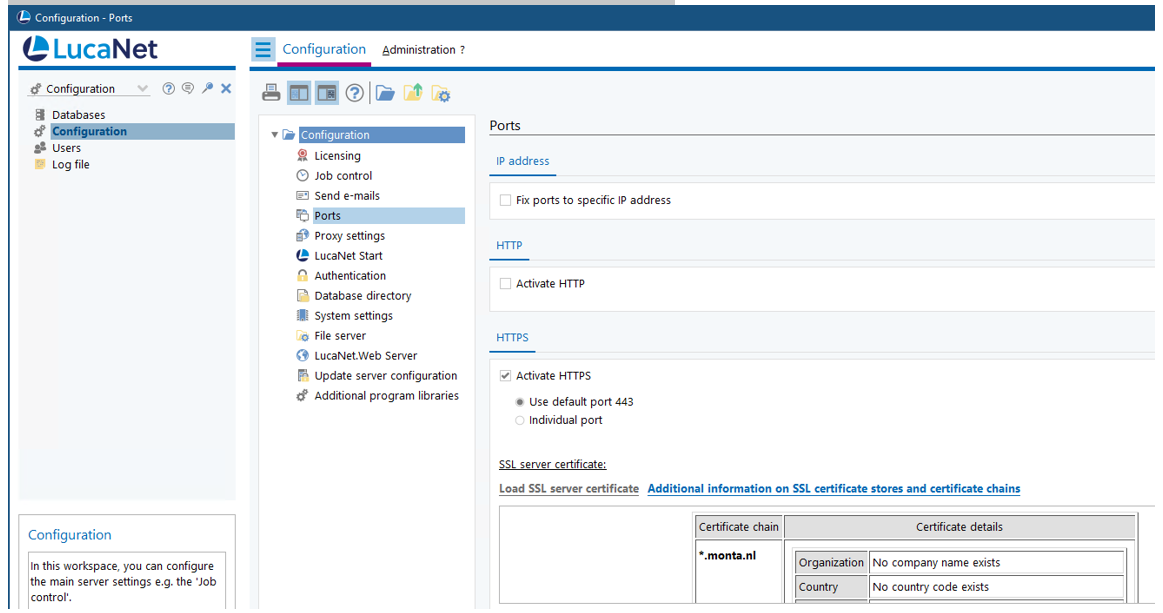 Configuration - Ports
LucaNet
Configuration
Administration ?
Configuration
Databases
Configuration
Users
Log file
Configuration
In this workspace, you can configure
the main server settings e.g. the 'Job
control'.
Configuration
Licensing
Job control
Send e-mails
Ports
Proxy settings
LucaNet Start
Authentication
Database directory
System settings
File server
LucaNet.Web Server
Update server configuration
Additional program libraries
Ports
IP address
Fix ports to specific IP address
HTTP
Activate HTTP
HTTPS
Activate HTTPS
Use default port 443
Individual port
SSL server certificate:
Load SSL server certificate Additional information on SSL certificate stores and certificate chains
Certificate chain Certificate details
*.monta.nl
Organization No company name exists
Country No country code exists